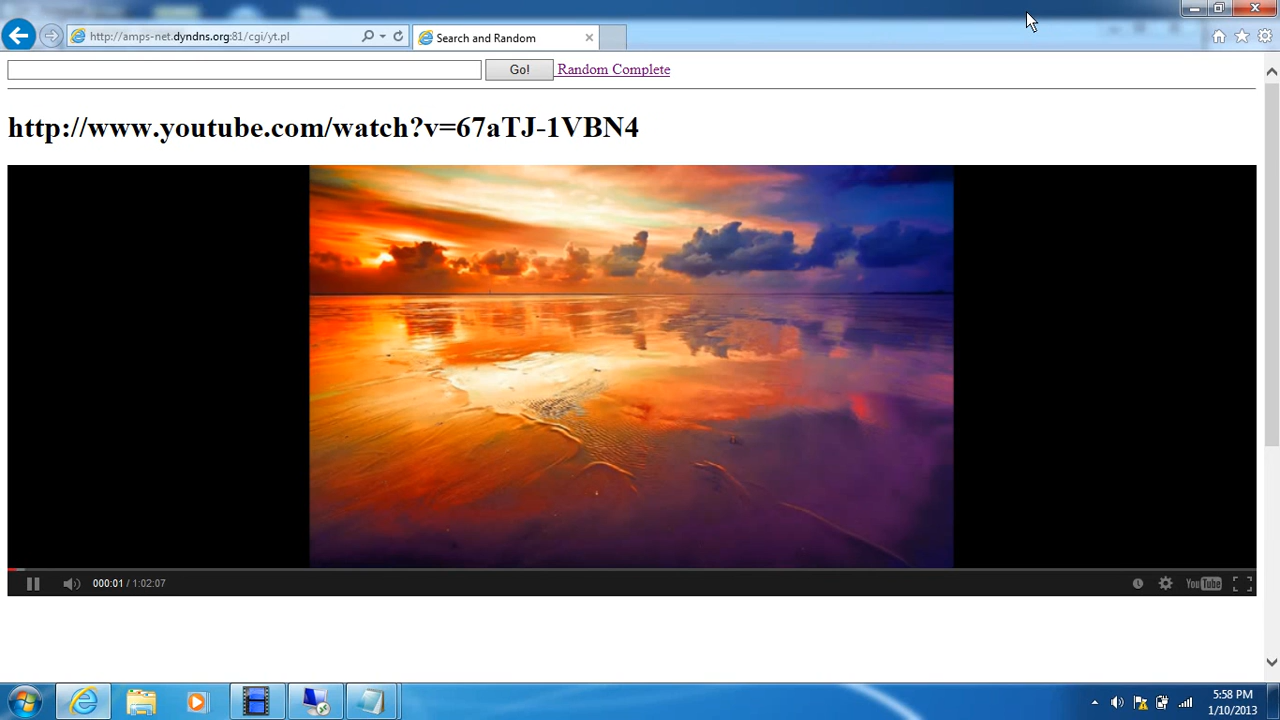 http://amps-net.dyndns.org:81/cgi/yt.pl
Search and Random
Go!
Random Complete
http://www.youtube.com/watch?v=67aTJ-1VBN4
000:01 / 1:02:07
YouTube
5:58 PM
1/10/2013